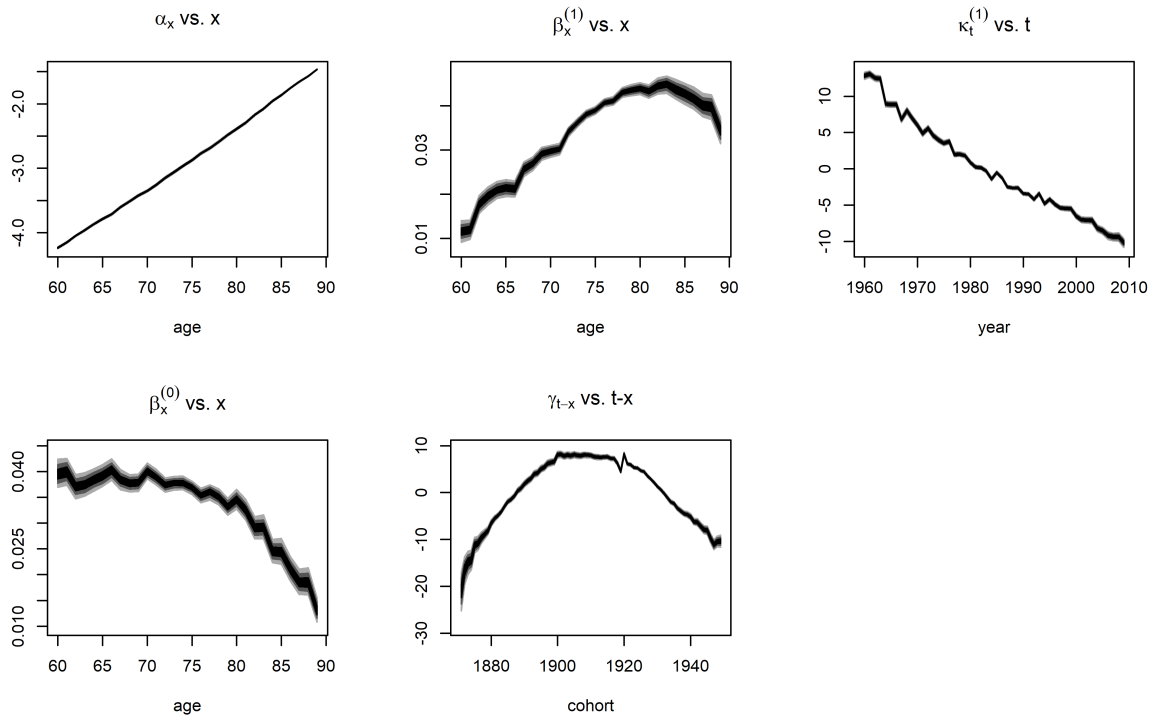 αx vs. x
-4.0 -3.0 -2.0
60 65 70 75 80 85 90
age
βx(1) vs. x
0.01 0.03
60 65 70 75 80 85 90
age
κt(1) vs. t
-10 -5 0 5 10
1960 1970 1980 1990 2000 2010
year
βx(0) vs. x
0.010 0.025 0.040
60 65 70 75 80 85 90
age
γt−x vs. t-x
-30 -20 -10 0 10
1880 1900 1920 1940
cohort